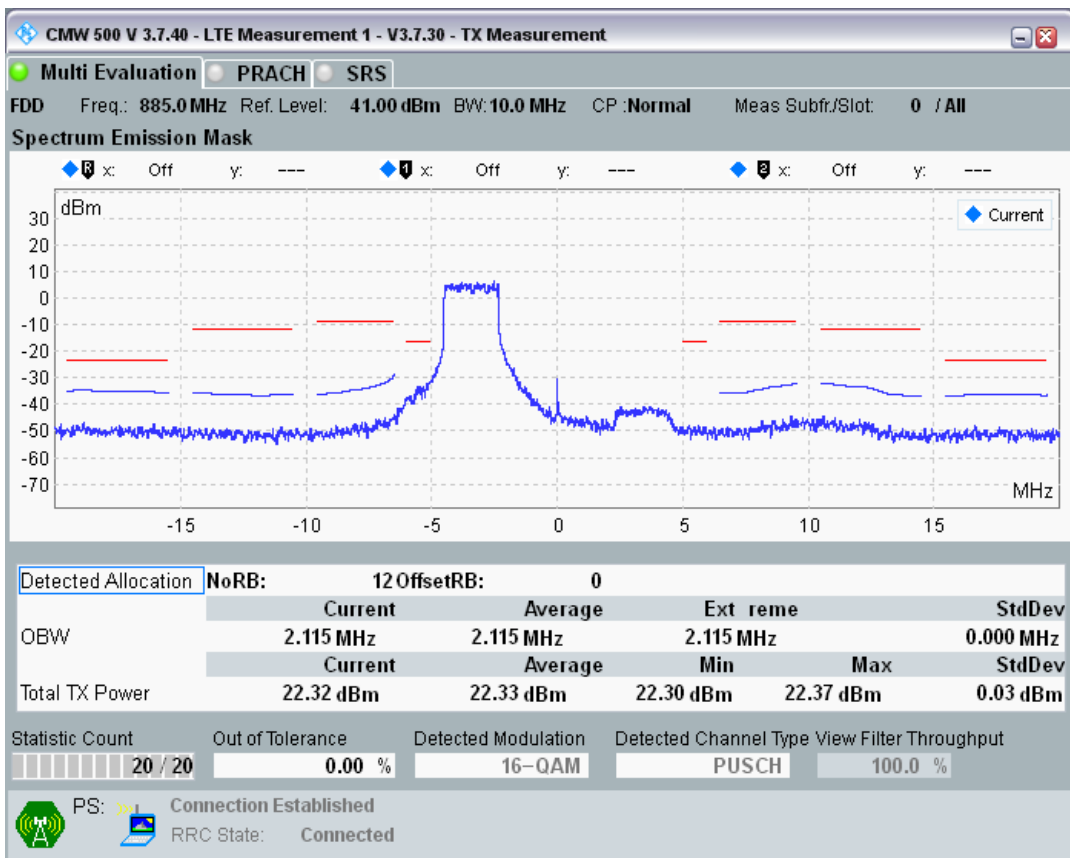 CMW 500 V 3.7.40 - LTE Measurement 1 - V3.7.30 - TX Measurement
Multi Evaluation PRACH SRS
FDD Freq.: 885.0 MHz Ref. Level: 41.00 dBm BW: 10.0 MHz CP :Normal Meas Subfr./Slot: 0 / All
Spectrum Emission Mask
R x: Off y: --- 1 x: Off y: --- 2 x: Off y: ---
dBm
Current
30
20
10
0
-10
-20
-30
-40
-50
-60
-70
MHz
-15 -10 -5 0 5 10 15
Detected Allocation NoRB: 12 OffsetRB: 0
Current Average Ext reme StdDev
OBW 2.115 MHz 2.115 MHz 2.115 MHz 0.000 MHz
Current Average Min Max StdDev
Total TX Power 22.32 dBm 22.33 dBm 22.30 dBm 22.37 dBm 0.03 dBm
Statistic Count Out of Tolerance Detected Modulation Detected Channel Type View Filter Throughput
20 / 20 0.00 % 16-QAM PUSCH 100.0 %
PS: Connection Established
RRC State: Connected